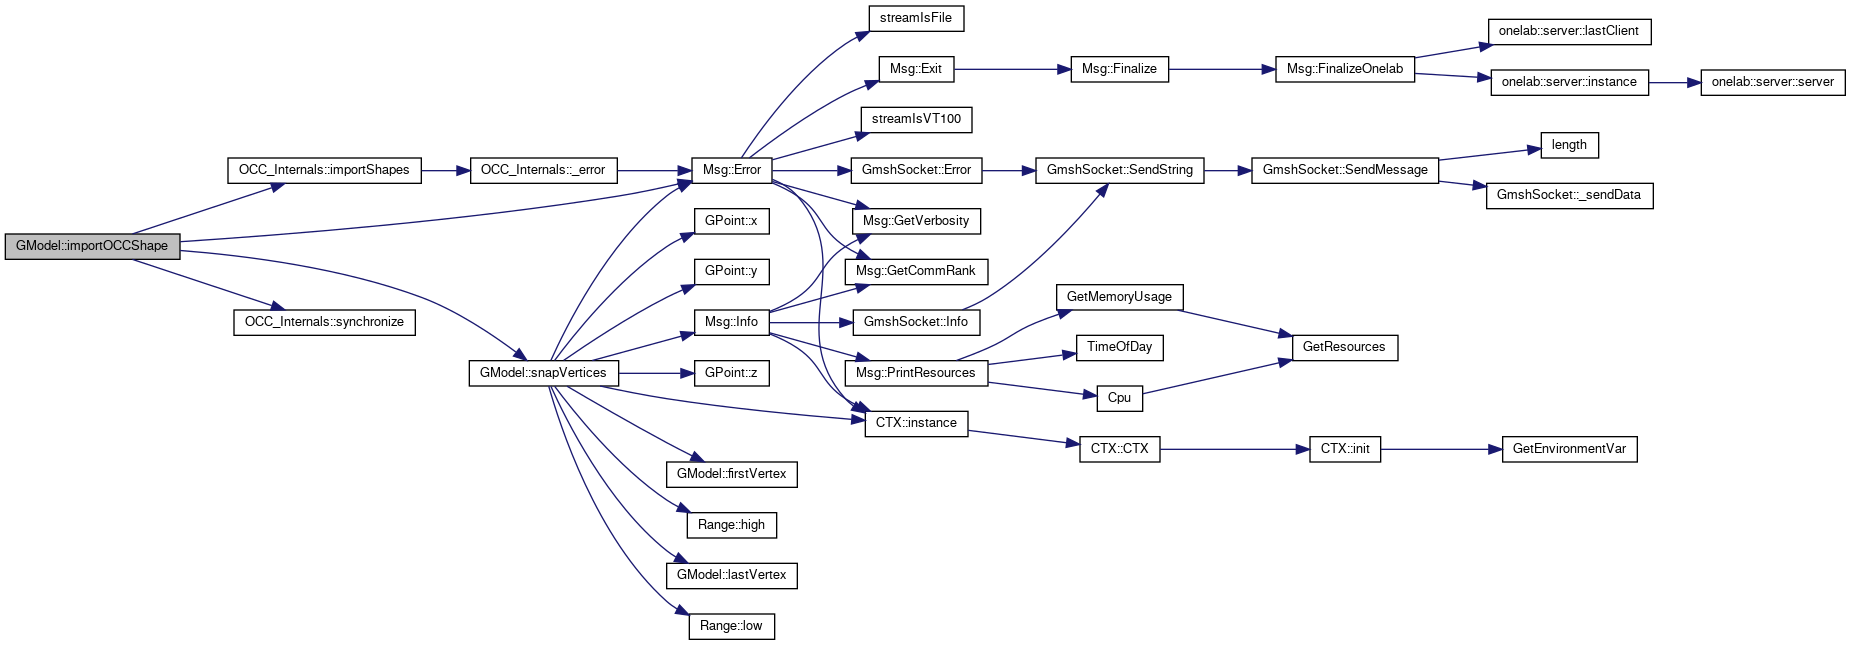 streamIsFile
onelab::server::lastClient
Msg::Exit
Msg::Finalize
Msg::FinalizeOnelab
onelab::server::instance
onelab::server::server
streamIsVT100
length
OCC_Internals::importShapes
OCC_Internals::_error
Msg::Error
GmshSocket::Error
GmshSocket::SendString
GmshSocket::SendMessage
GmshSocket::_sendData
GPoint::x
Msg::GetVerbosity
GModel::importOCCShape
GPoint::y
Msg::GetCommRank
GetMemoryUsage
OCC_Internals::synchronize
Msg::Info
GmshSocket::Info
TimeOfDay
GetResources
GModel::snapVertices
GPoint::z
Msg::PrintResources
Cpu
CTX::instance
CTX::CTX
CTX::init
GetEnvironmentVar
GModel::firstVertex
Range::high
GModel::lastVertex
Range::low